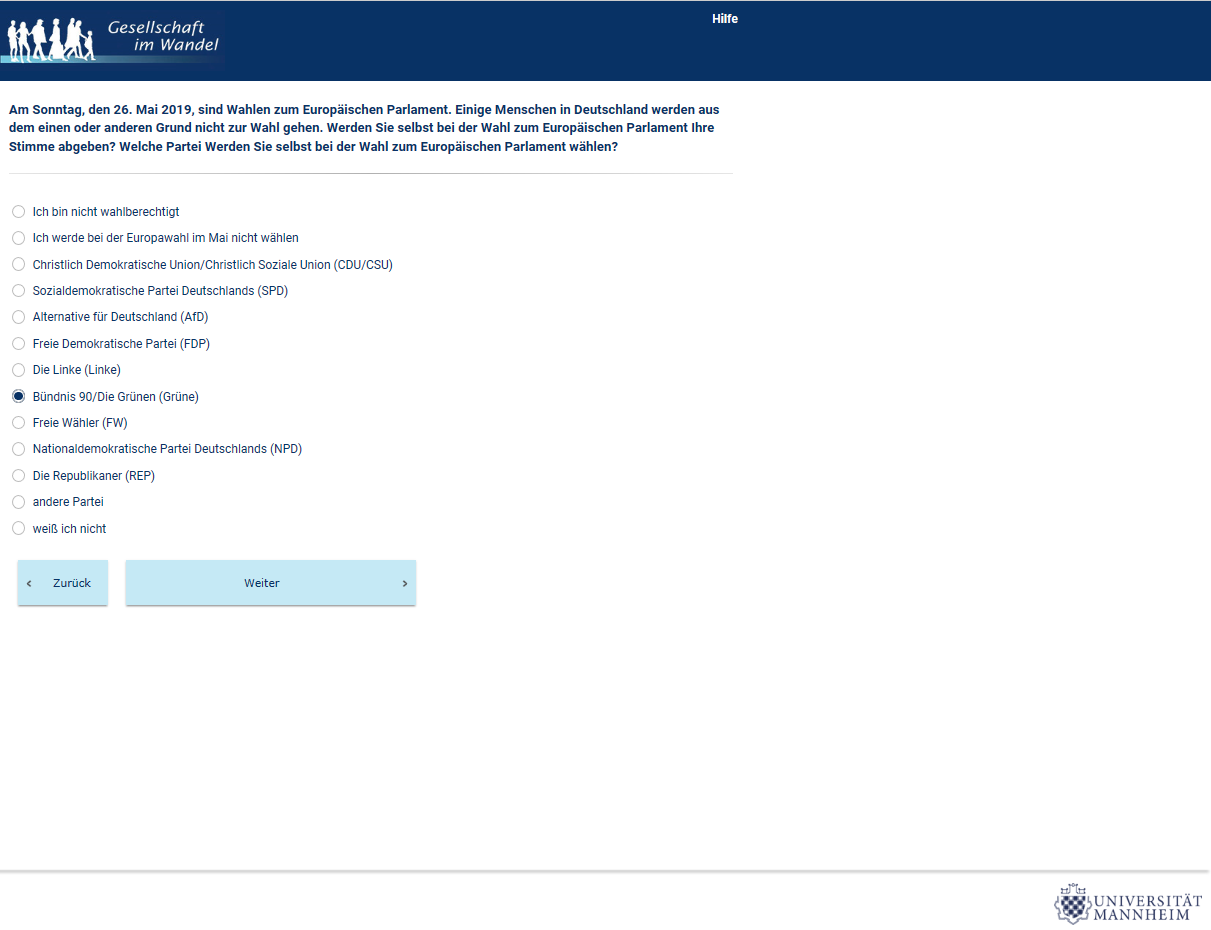 Gesellschaft
im Wandel
Hilfe
Am Sonntag, den 26. Mai 2019, sind Wahlen zum Europäischen Parlament. Einige Menschen in Deutschland werden aus
dem einen oder anderen Grund nicht zur Wahl gehen. Werden Sie selbst bei der Wahl zum Europäischen Parlament Ihre
Stimme abgeben? Welche Partei Werden Sie selbst bei der Wahl zum Europäischen Parlament wählen?
Ich bin nicht wahlberechtigt
Ich werde bei der Europawahl im Mai nicht wählen
Christlich Demokratische Union/Christlich Soziale Union (CDU/CSU)
Sozialdemokratische Partei Deutschlands (SPD)
Alternative für Deutschland (AfD)
Freie Demokratische Partei (FDP)
Die Linke (Linke)
Bündnis 90/Die Grünen (Grüne)
Freie Wähler (FW)
Nationaldemokratische Partei Deutschlands (NPD)
Die Republikaner (REP)
andere Partei
weiß ich nicht
‹ Zurück
Weiter ›
UNIVERSITÄT
MANNHEIM